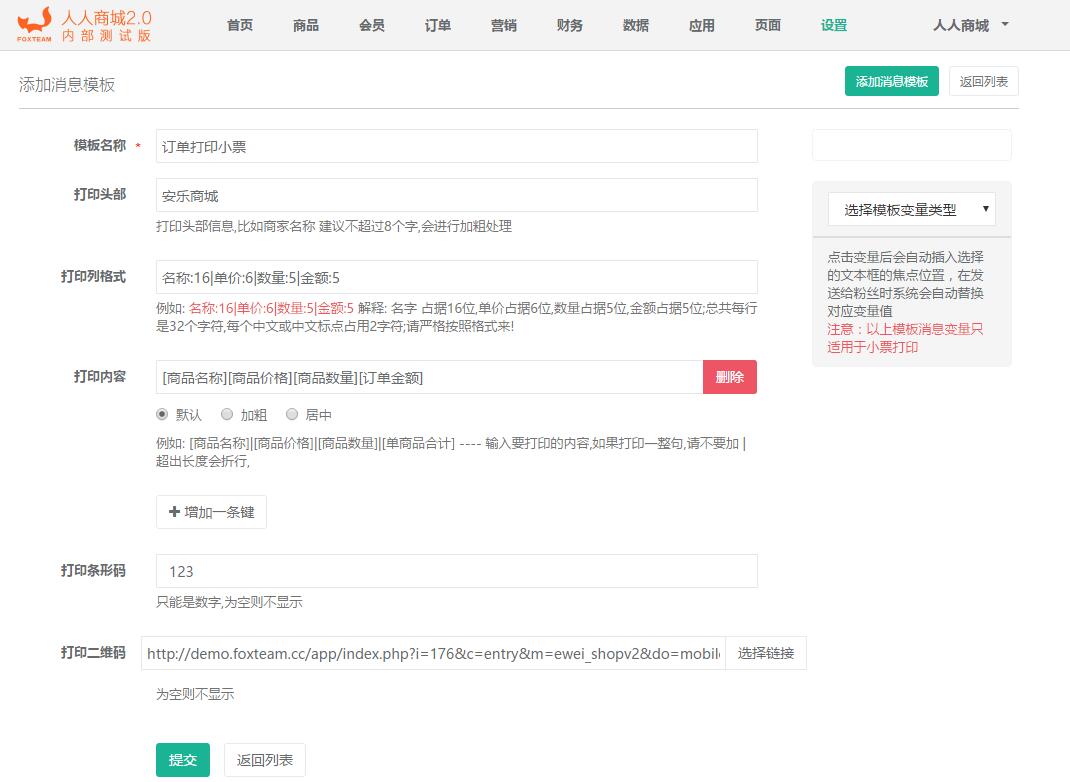 人人商城2.0
内部测试版
FOXTEAM
首页 商品 会员 订单 营销 财务 数据 应用 页面 设置 人人商城
添加消息模板 添加消息模板 返回列表
模板名称 * 订单打印小票
打印头部 安乐商城
打印头部信息,比如商家名称 建议不超过8个字,会进行加粗处理
打印列格式 名称:16|单价:6|数量:5|金额:5
例如: 名称:16|单价:6|数量:5|金额:5 解释: 名字 占据16位,单价占据6位,数量占据5位,金额占据5位;总共每行
是32个字符,每个中文或中文标点占用2字符;请严格按照格式来!
打印内容 [商品名称][商品价格][商品数量][订单金额] 删除
默认 加粗 居中
例如: [商品名称]|[商品价格]|[商品数量]|[单商品合计] ---- 输入要打印的内容,如果打印一整句,请不要加 |
超出长度会折行,
增加一条键
打印条形码 123
只能是数字,为空则不显示
打印二维码 http://demo.foxteam.cc/app/index.php?i=176&c=entry&m=ewei_shopv2&do=mobile 选择链接
为空则不显示
提交 返回列表
选择模板变量类型
点击变量后会自动插入选择
的文本框的焦点位置，在发
送给粉丝时系统会自动替换
对应变量值
注意：以上模板消息变量只
适用于小票打印